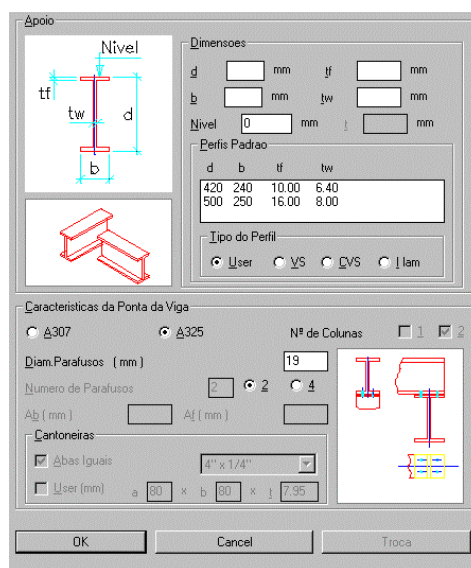 Apoio
Nivel
tf
tw
d
b
Dimensoes
d mm tf mm
b mm tw mm
Nivel 0 mm t mm
Perfis Padrao
d b tf tw
420 240 10.00 6.40
500 250 16.00 8.00
Tipo do Perfil
User VS CVS I lam
Caracteristicas da Ponta da Viga
A307 A325 Nº de Colunas 1 2
Diam.Parafusos (mm) 19
Numero de Parafusos 2 2 4
Ab (mm) Af (mm)
Cantoneiras
Abas Iguais 4" x 1/4"
User (mm) a 80 x b 80 x t 7.95
OK Cancel Troca